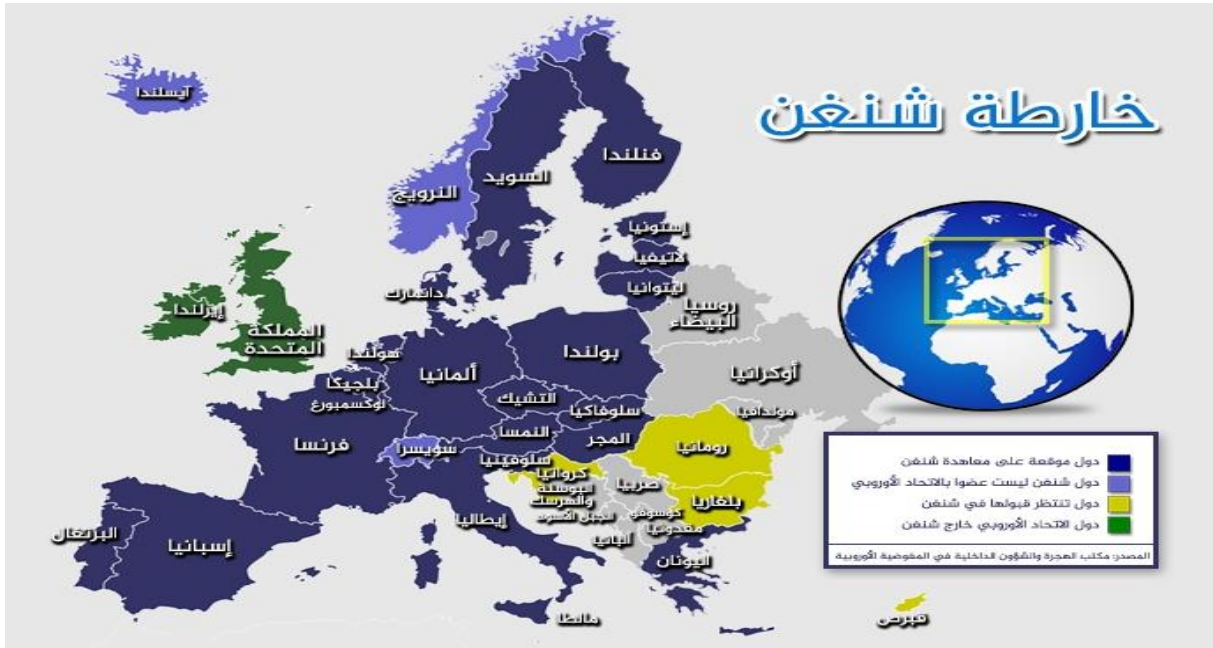 خارطة شنغن
آيسلندا
فنلندا
السويد
النرويج
إستونيا
لاتيفيا
ليتوانيا
دانمارك
روسيا
البيضاء
إيرلندا
المملكة
المتحدة
هولندا
بولندا
ألمانيا
بلجيكا
لوكسمبورغ
التشيك
أوكرانيا
سلوفاكيا
مولدافيا
النمسا
المجر
فرنسا
سويسرا
سلوفينيا
رومانيا
كرواتيا
البوسنة
والهرسك
صربيا
بلغاريا
الجبل الأسود
كوسوفو
مقدونيا
ألبانيا
إيطاليا
البرتغال
إسبانيا
اليونان
مالطا
قبرص
دول موقعة على معاهدة شنغن
دول شنغن ليست عضوا بالاتحاد الأوروبي
دول تنتظر قبولها في شنغن
دول الاتحاد الأوروبي خارج شنغن
المصدر: مكتب الهجرة والشؤون الداخلية في المفوضية الأوروبية